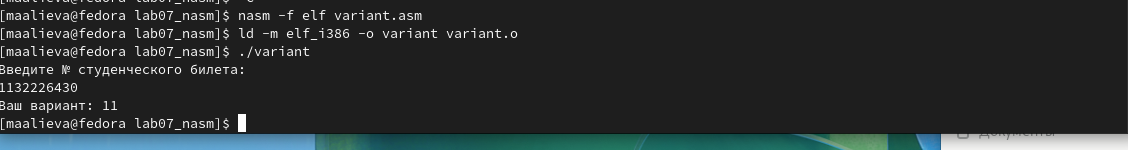 [maalieva@fedora lab07_nasm]$ nasm -f elf variant.asm
[maalieva@fedora lab07_nasm]$ ld -m elf_i386 -o variant variant.o
[maalieva@fedora lab07_nasm]$ ./variant
Введите № студенческого билета:
1132226430
Ваш вариант: 11
[maalieva@fedora lab07_nasm]$
Документы